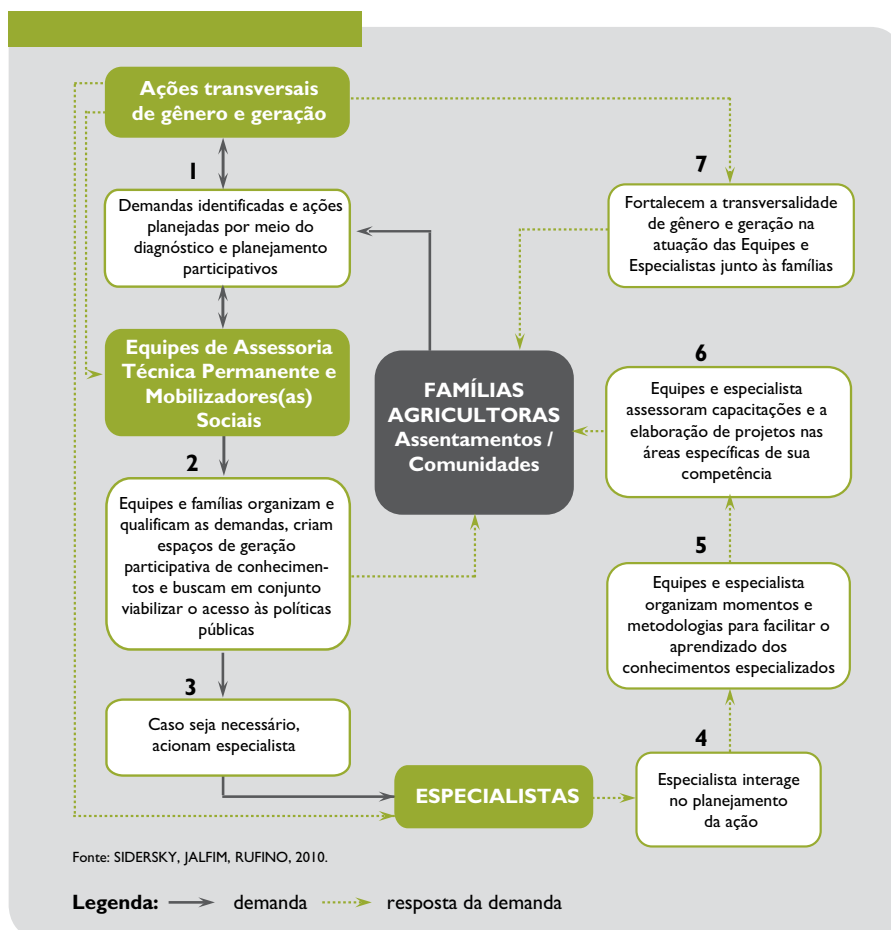 Ações transversais
de gênero e geração
1
Demandas identificadas e ações
planejadas por meio do
diagnóstico e planejamento
participativos
Equipes de Assessoria
Técnica Permanente e
Mobilizadores(as)
Sociais
2
Equipes e famílias organizam e
qualificam as demandas, criam
espaços de geração
participativa de conhecimen-
tos e buscam em conjunto
viabilizar o acesso às políticas
públicas
3
Caso seja necessário,
acionam especialista
ESPECIALISTAS
4
Especialista interage
no planejamento
da ação
5
Equipes e especialista
organizam momentos e
metodologias para facilitar o
aprendizado dos
conhecimentos especializados
6
Equipes e especialista
assessoram capacitações e a
elaboração de projetos nas
áreas específicas de sua
competência
7
Fortalecem a transversalidade
de gênero e geração na
atuação das Equipes e
Especialistas junto às famílias
FAMÍLIAS
AGRICULTORAS
Assentamentos /
Comunidades
Fonte: SIDERSKY, JALFIM, RUFINO, 2010.
Legenda: demanda resposta da demanda